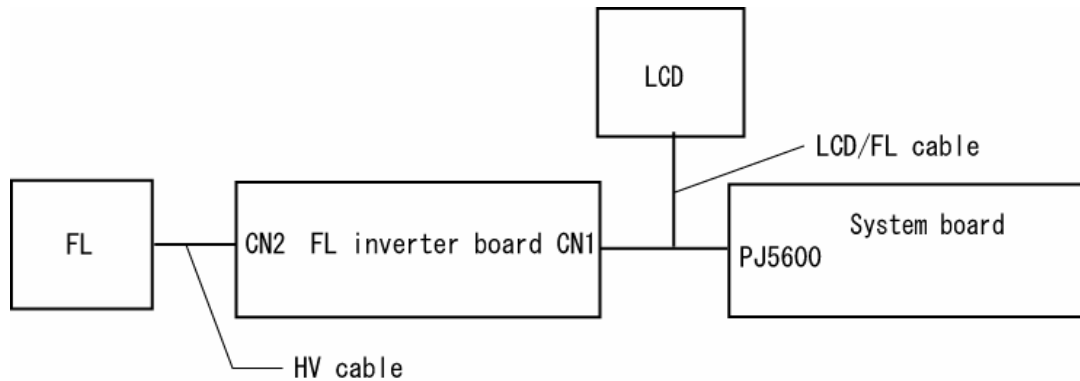 LCD
LCD/FL cable
FL
CN2 FL inverter board CN1
System board
PJ5600
HV cable